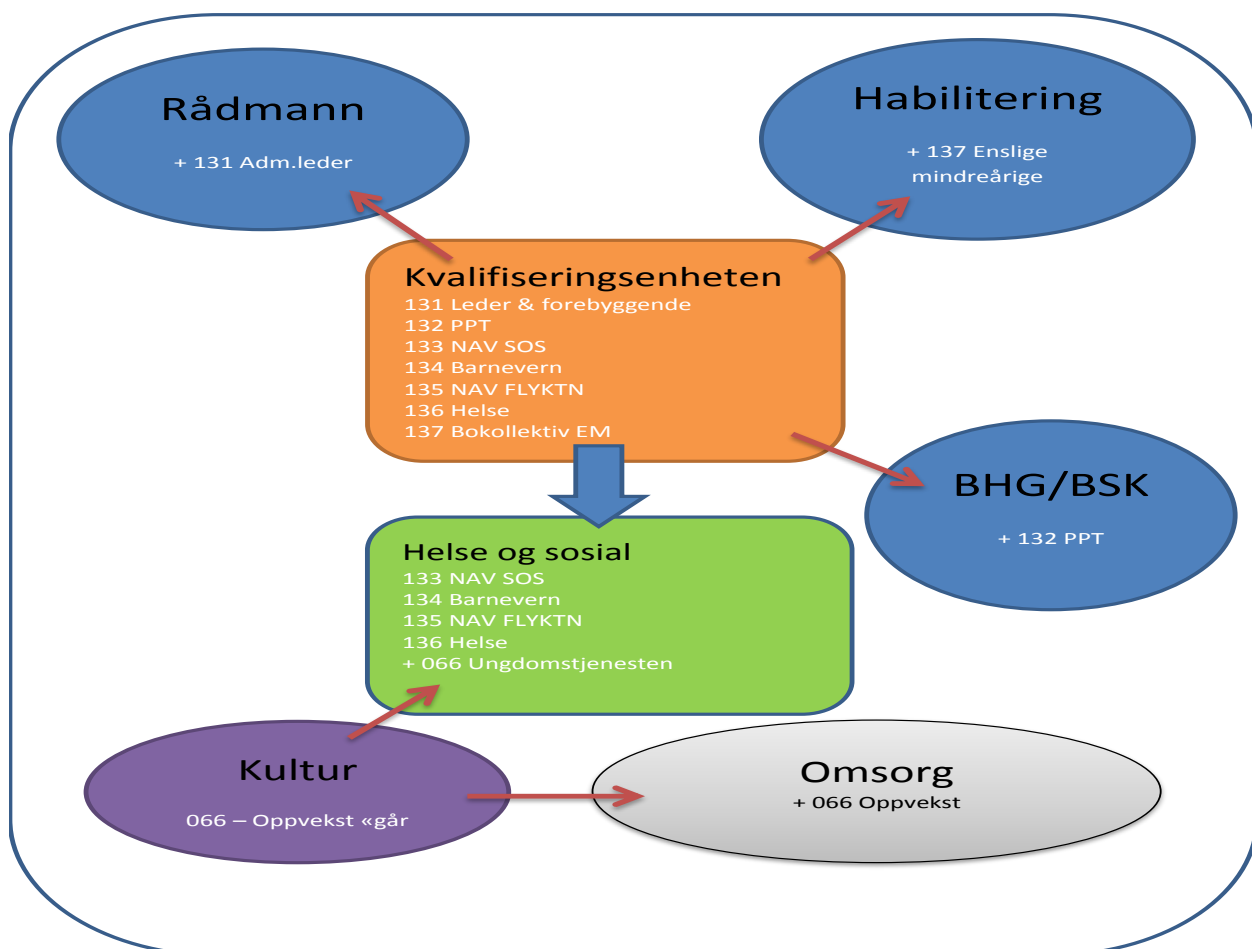 Rådmann
+ 131 Adm.leder
Habilitering
+ 137 Enslige
mindreårige
Kvalifiseringsenheten
131 Leder & forebyggende
132 PPT
133 NAV SOS
134 Barnevern
135 NAV FLYKTN
136 Helse
137 Bokollektiv EM
BHG/BSK
+ 132 PPT
Helse og sosial
133 NAV SOS
134 Barnevern
135 NAV FLYKTN
136 Helse
+ 066 Ungdomstjenesten
Kultur
066 – Oppvekst «går
Omsorg
+ 066 Oppvekst